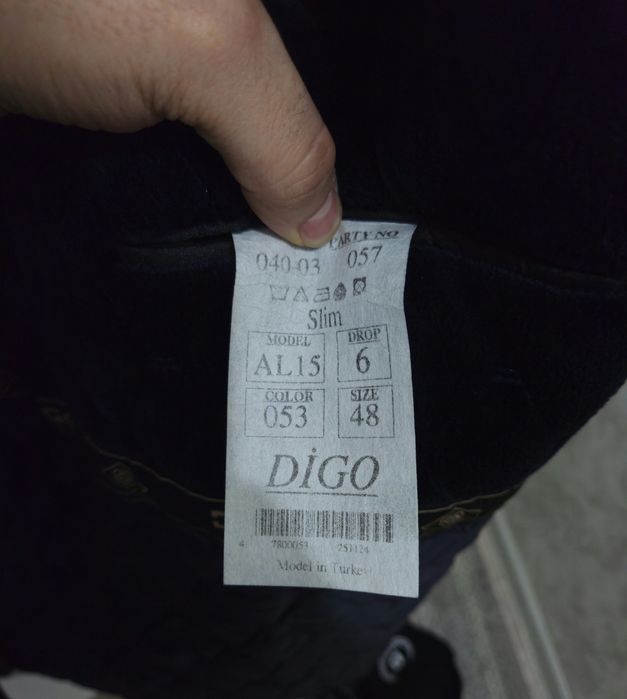 PARTY NO
040-03 057
Slim
MODEL DROP
AL15 6
COLOR SIZE
053 48
DİGO
4 7800053 251124
Model in Turkey